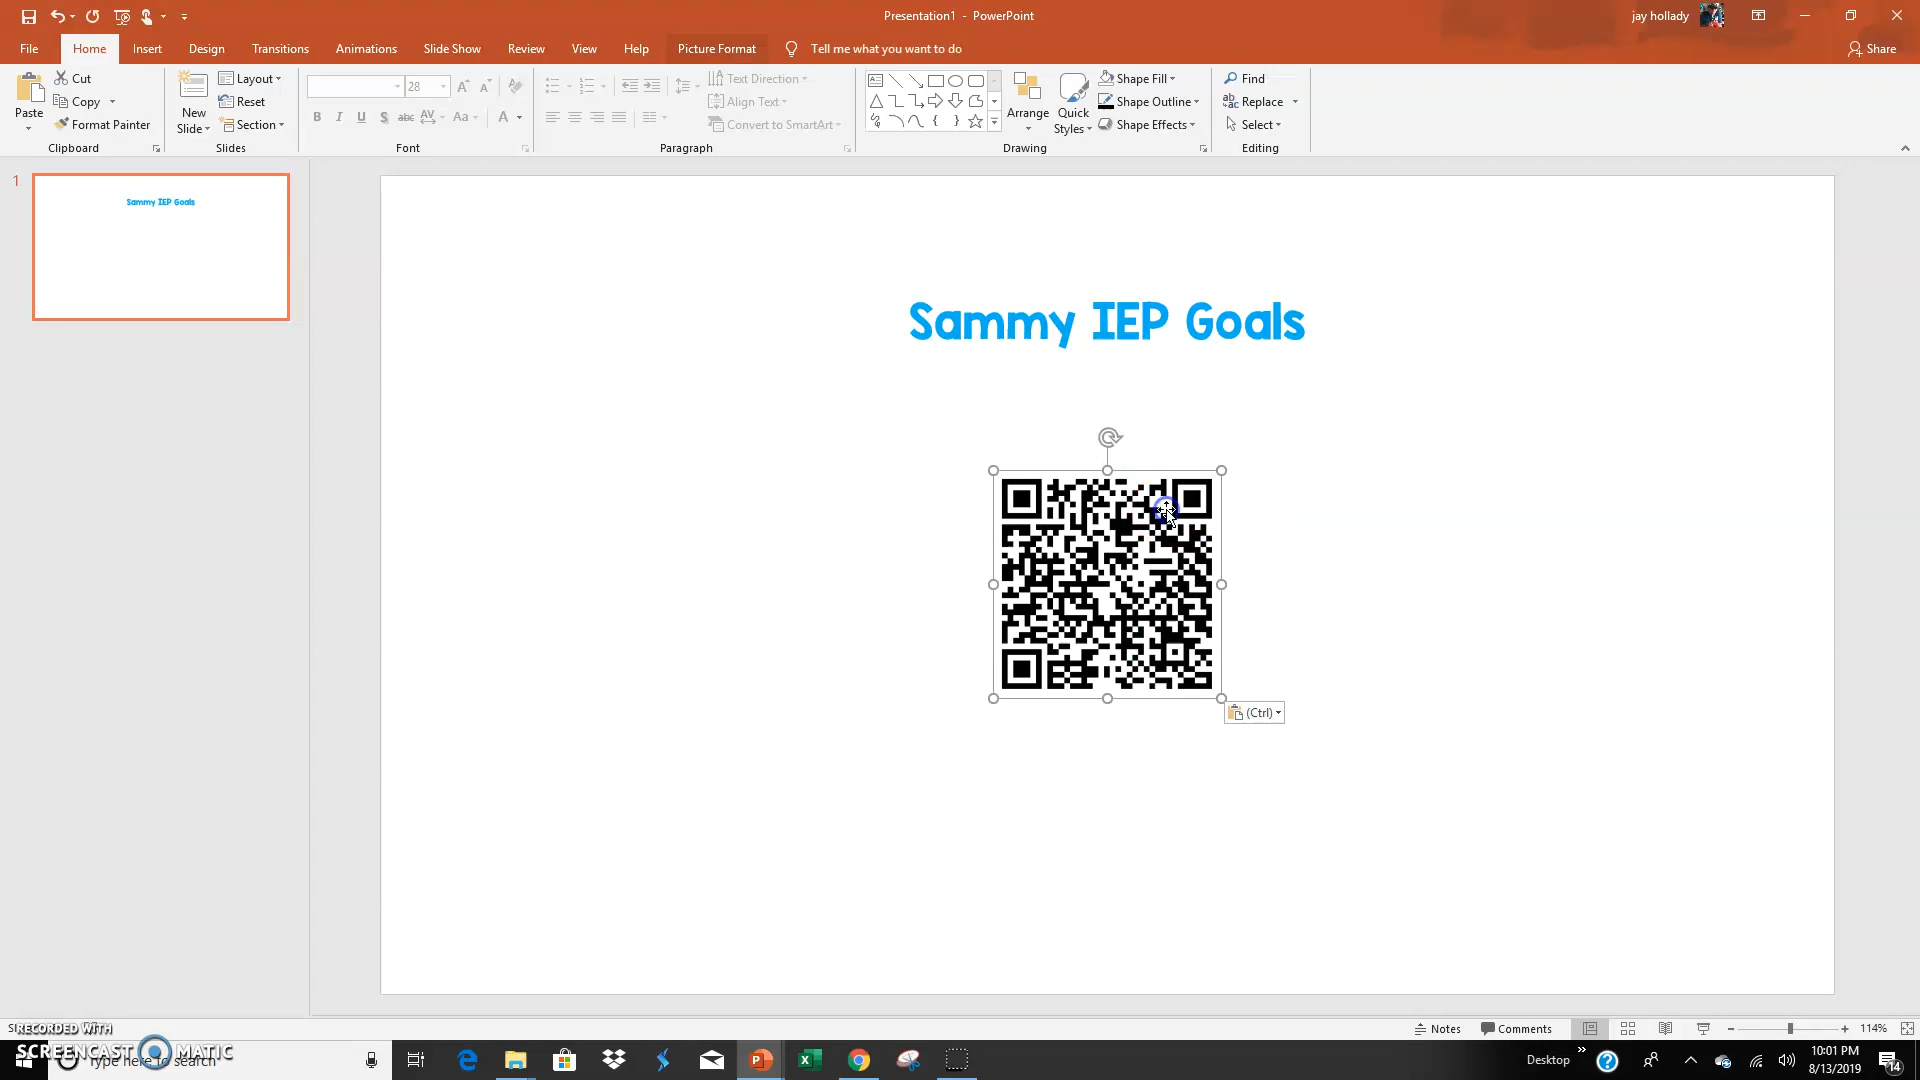 Presentation1 - PowerPoint
jay hollady
File Home Insert Design Transitions Animations Slide Show Review View Help Picture Format Tell me what you want to do Share
Paste
Cut
Copy
Format Painter
Clipboard
New
Slide
Layout
Reset
Section
Slides
28
B I U S abc AV Aa A
Font
Text Direction
Align Text
Convert to SmartArt
Paragraph
Arrange
Quick
Styles
Shape Fill
Shape Outline
Shape Effects
Drawing
Find
Replace
Select
Editing
1
Sammy IEP Goals
Sammy IEP Goals
(Ctrl)
Notes Comments 114%
RECORDED WITH
SCREENCAST MATIC
Type here to search
Desktop
10:01 PM
8/13/2019
14